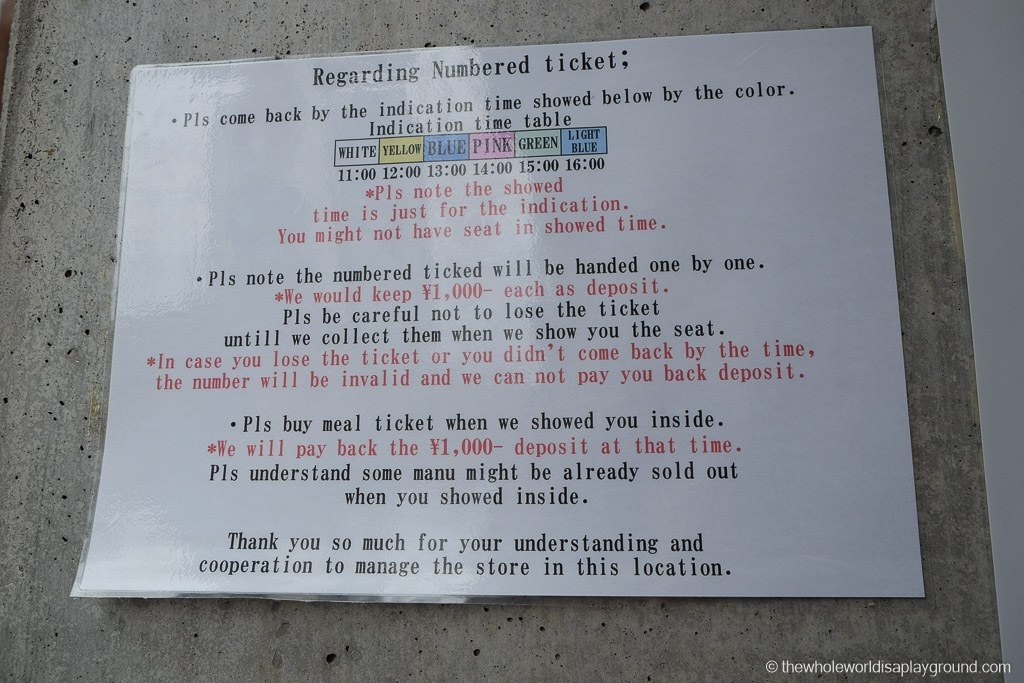 Regarding Numbered ticket;
・Pls come back by the indication time showed below by the color.
Indication time table
WHITE YELLOW BLUE PINK GREEN LIGHT BLUE
11:00 12:00 13:00 14:00 15:00 16:00
*Pls note the showed
time is just for the indication.
You might not have seat in showed time.
・Pls note the numbered ticked will be handed one by one.
*We would keep ¥1,000- each as deposit.
Pls be careful not to lose the ticket
untill we collect them when we show you the seat.
*In case you lose the ticket or you didn't come back by the time,
the number will be invalid and we can not pay you back deposit.
・Pls buy meal ticket when we showed you inside.
*We will pay back the ¥1,000- deposit at that time.
Pls understand some manu might be already sold out
when you showed inside.
Thank you so much for your understanding and
cooperation to manage the store in this location.
© thewholeworldisaplayground.com